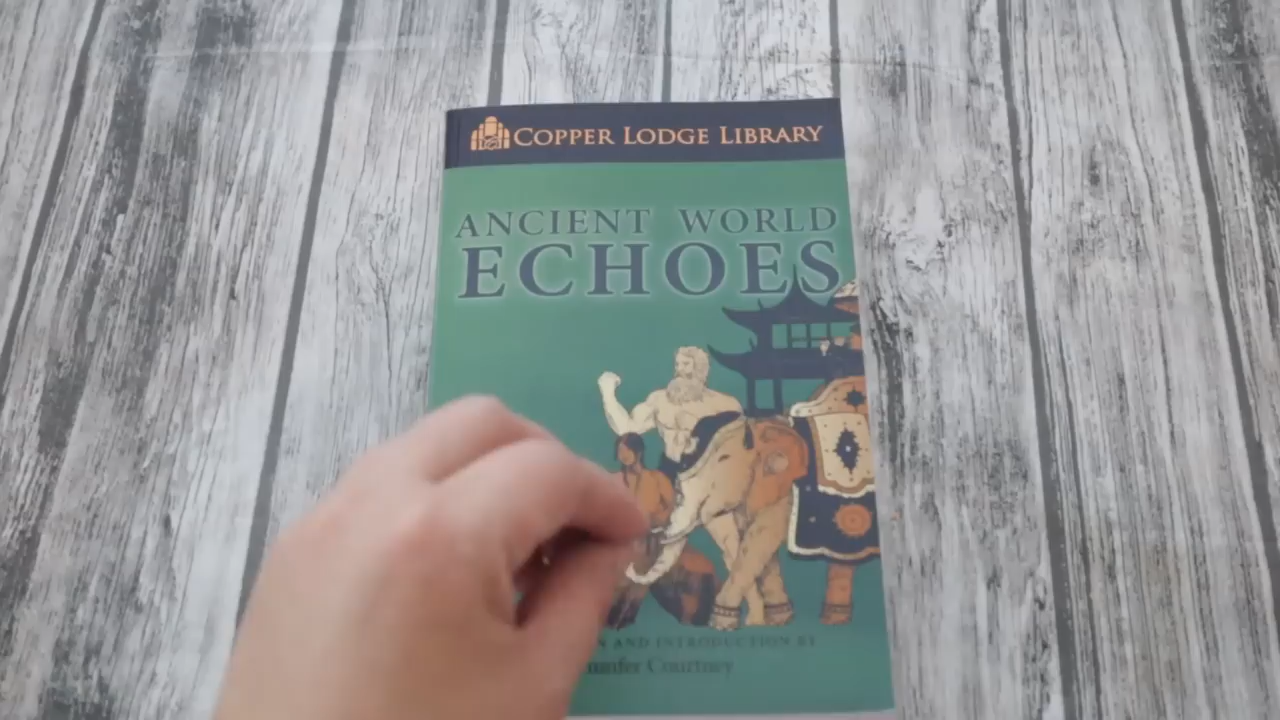 COPPER LODGE LIBRARY
ANCIENT WORLD
ECHOES
AND INTRODUCTION BY
Courtney